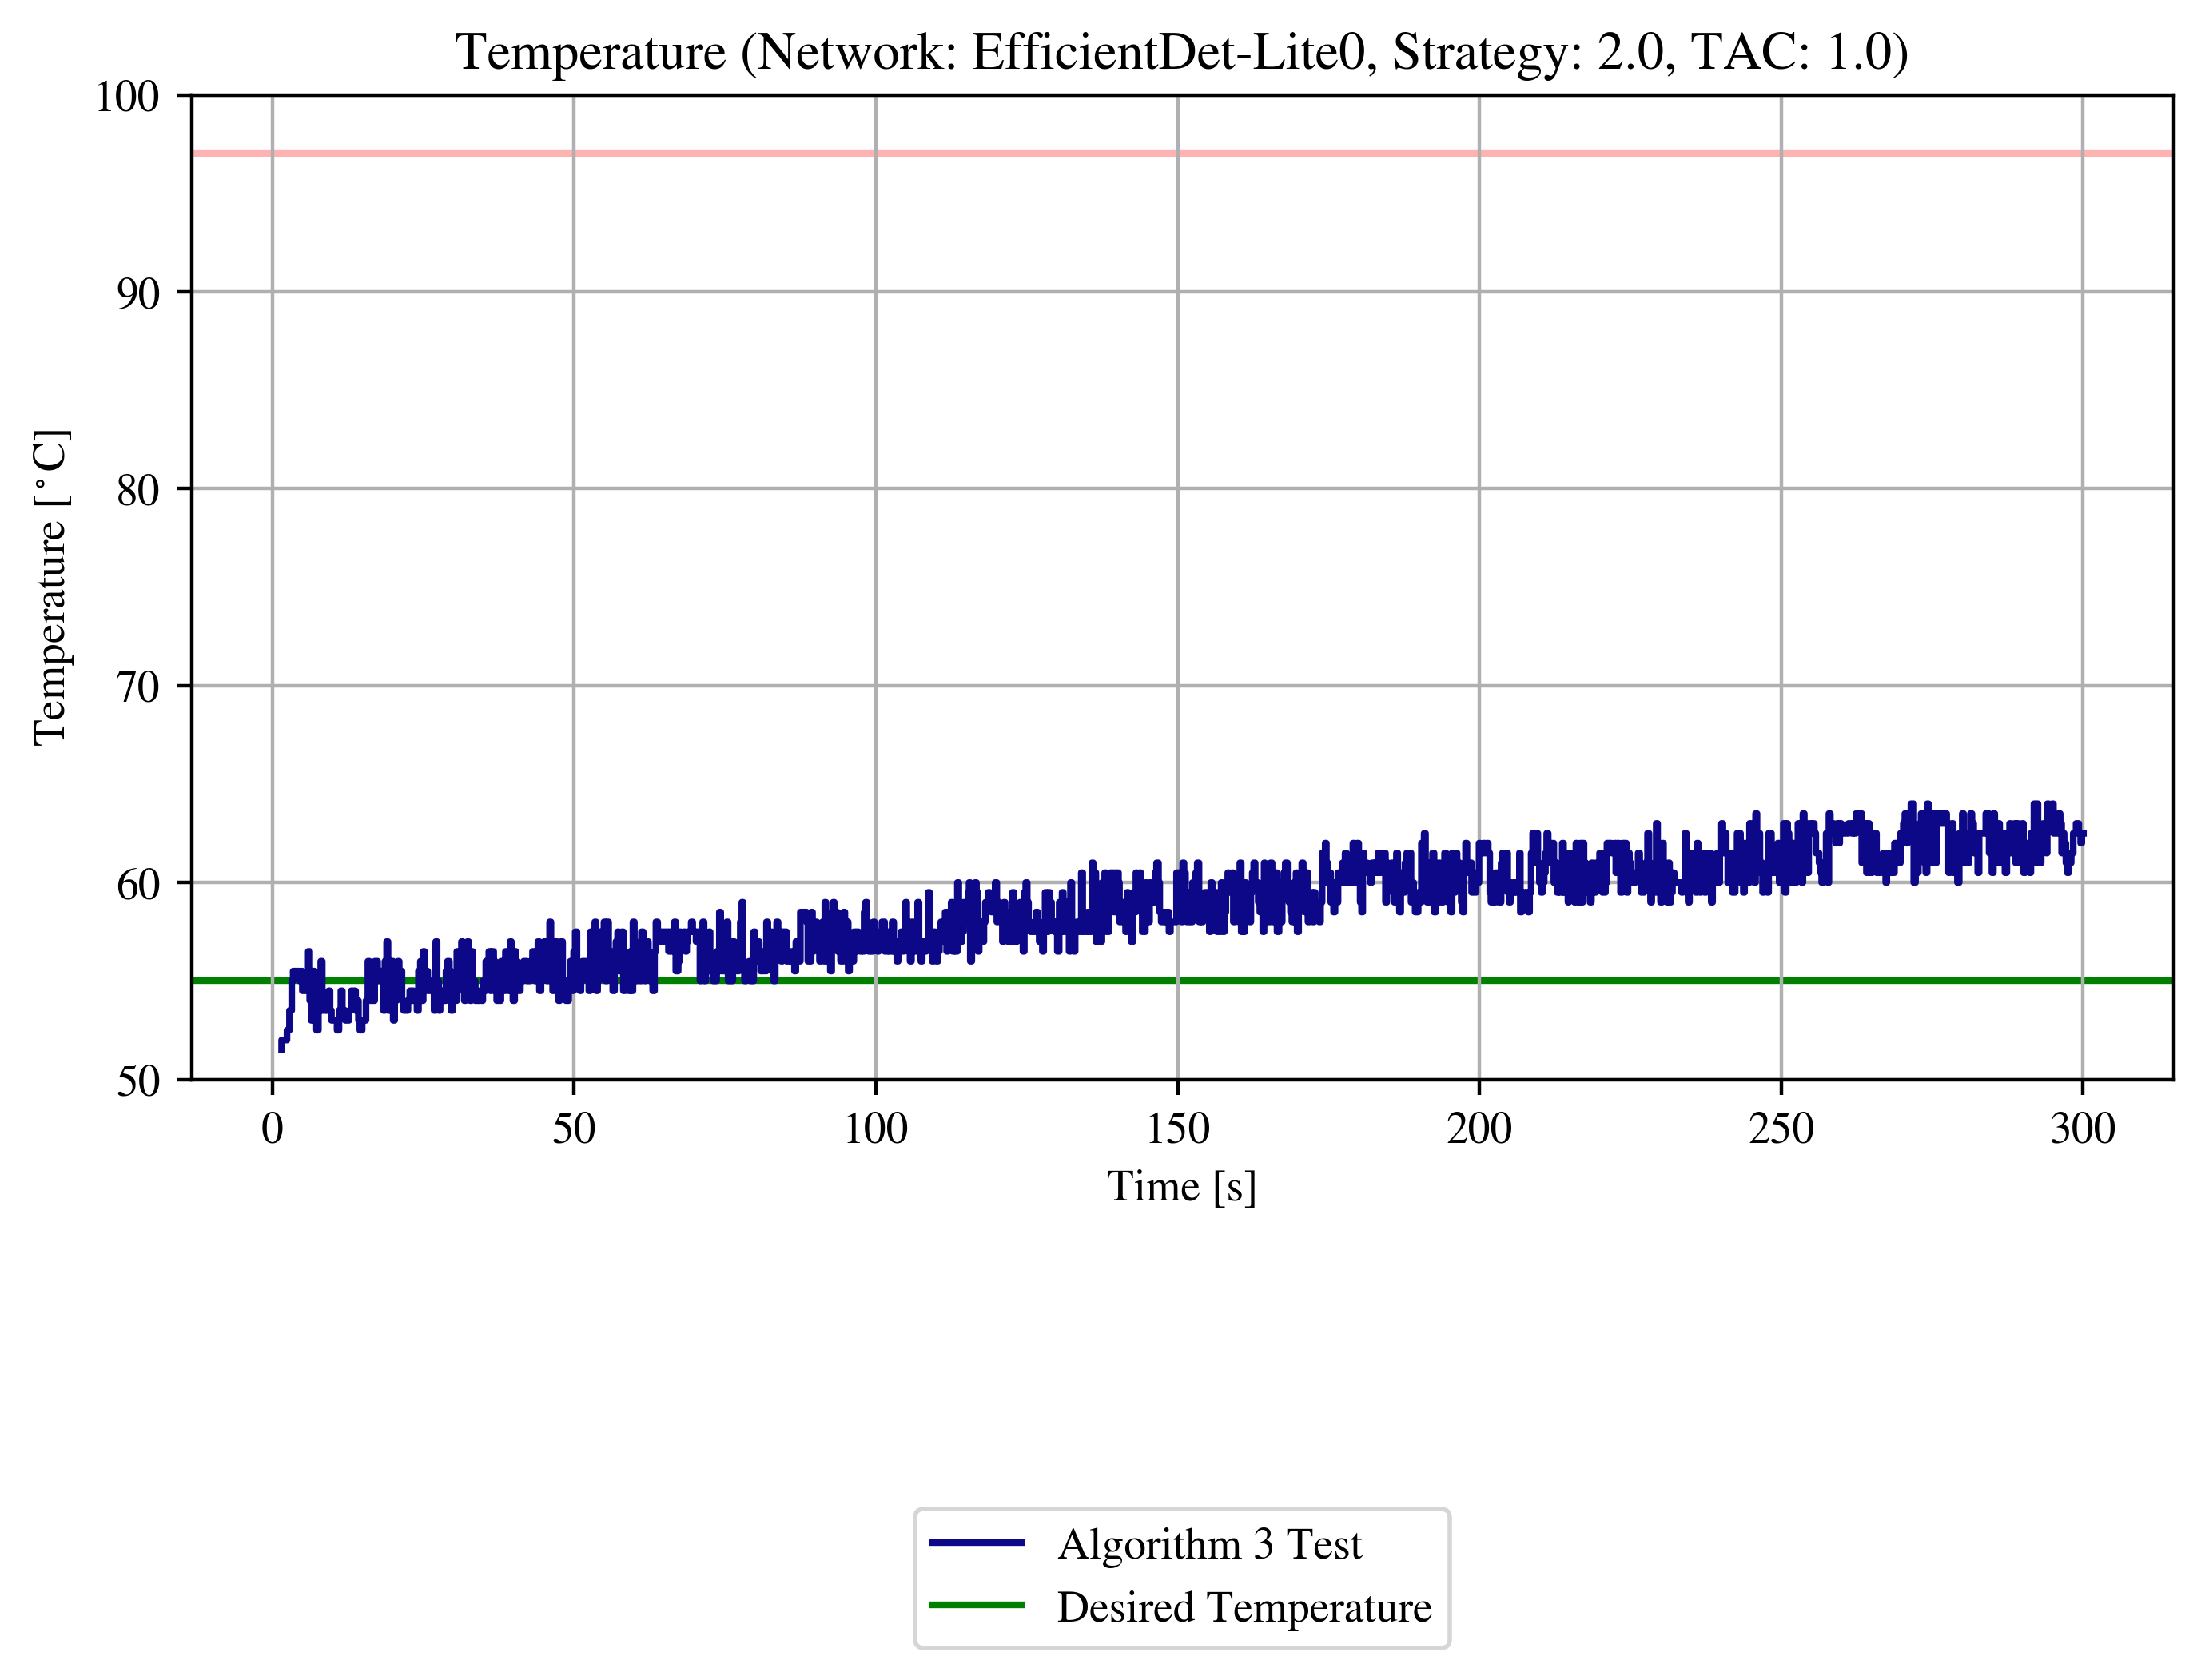 Temperature (Network: EfficientDet-Lite0, Strategy: 2.0, TAC: 1.0)
100
90
80
70
60
50
Temperature [°C]
0 50 100 150 200 250 300
Time [s]
Algorithm 3 Test
Desired Temperature